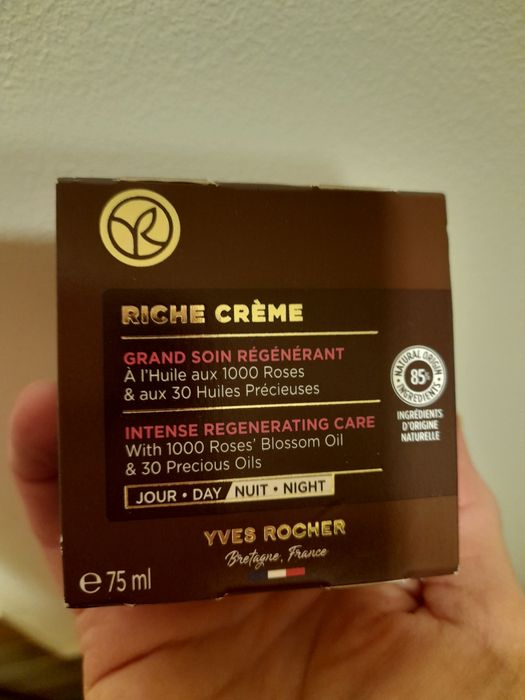 RICHE CRÈME
GRAND SOIN RÉGÉNÉRANT
À l'Huile aux 1000 Roses
& aux 30 Huiles Précieuses
INTENSE REGENERATING CARE
With 1000 Roses' Blossom Oil
& 30 Precious Oils
JOUR • DAY / NUIT • NIGHT
NATURAL ORIGIN
85%
INGREDIENTS
INGRÉDIENTS
D'ORIGINE
NATURELLE
YVES ROCHER
Bretagne, France
℮ 75 ml